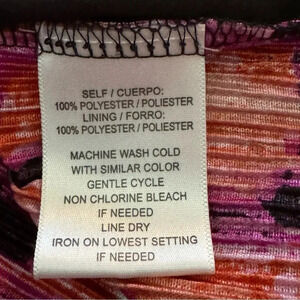 SELF / CUERPO:
100% POLYESTER / POLIESTER
LINING / FORRO:
100% POLYESTER / POLIESTER
MACHINE WASH COLD
WITH SIMILAR COLOR
GENTLE CYCLE
NON CHLORINE BLEACH
IF NEEDED
LINE DRY
IRON ON LOWEST SETTING
IF NEEDED